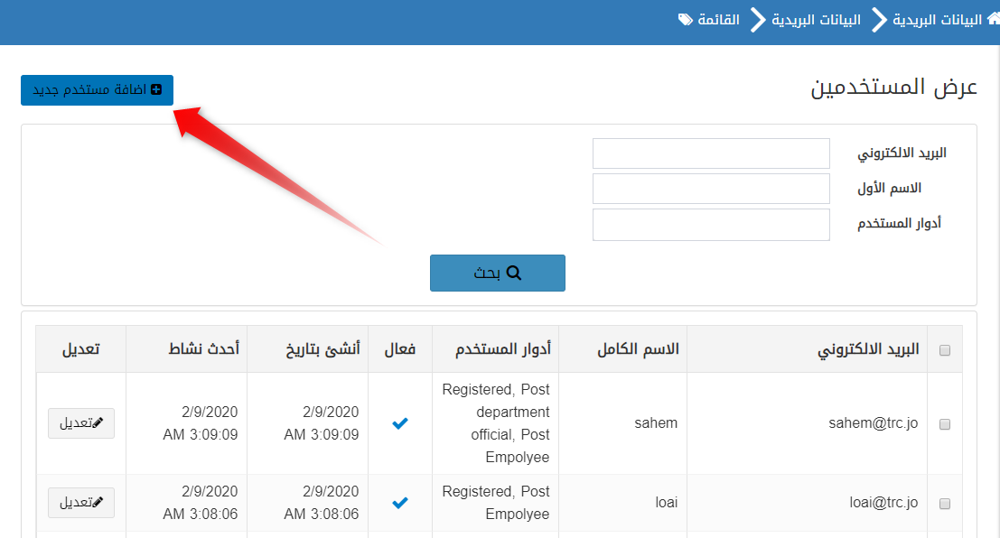 البيانات البريدية
البيانات البريدية
القائمة
عرض المستخدمين
اضافة مستخدم جديد
البريد الالكتروني
الاسم الأول
أدوار المستخدم
بحث
البريد الالكتروني
الاسم الكامل
أدوار المستخدم
فعال
أنشئ بتاريخ
أحدث نشاط
تعديل
sahem@trc.jo
sahem
Registered, Post
department
official, Post
Empolyee
2/9/2020
3:09:09 AM
2/9/2020
3:09:09 AM
تعديل
loai@trc.jo
loai
Registered, Post
Empolyee
2/9/2020
3:08:06 AM
2/9/2020
3:08:06 AM
تعديل